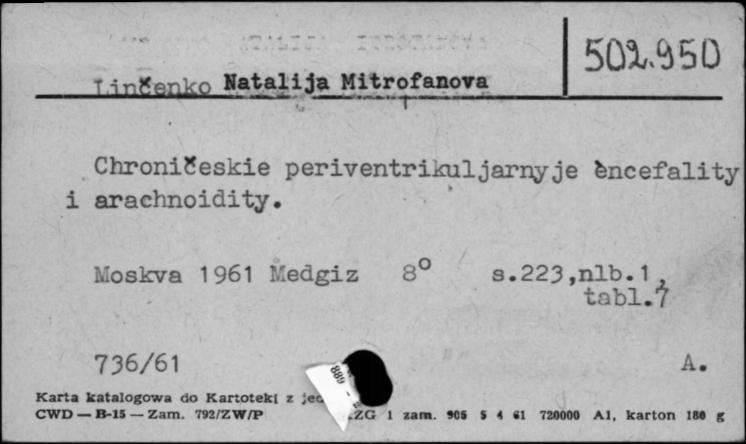 502.950
Linčenko Natalija Mitrofanova
Chroničeskie periventrikuljarnyje èncefality
i arachnoidity.
Moskva 1961 Medgiz 8° s.223,nlb.1,
tabl.7
736/61 A.
889
Karta katalogowa do Kartoteki z
CWD — B-15 — Zam. 792/ZW/P ZG 1 zam. 905 5 4 61 720000 A1, karton 180 g